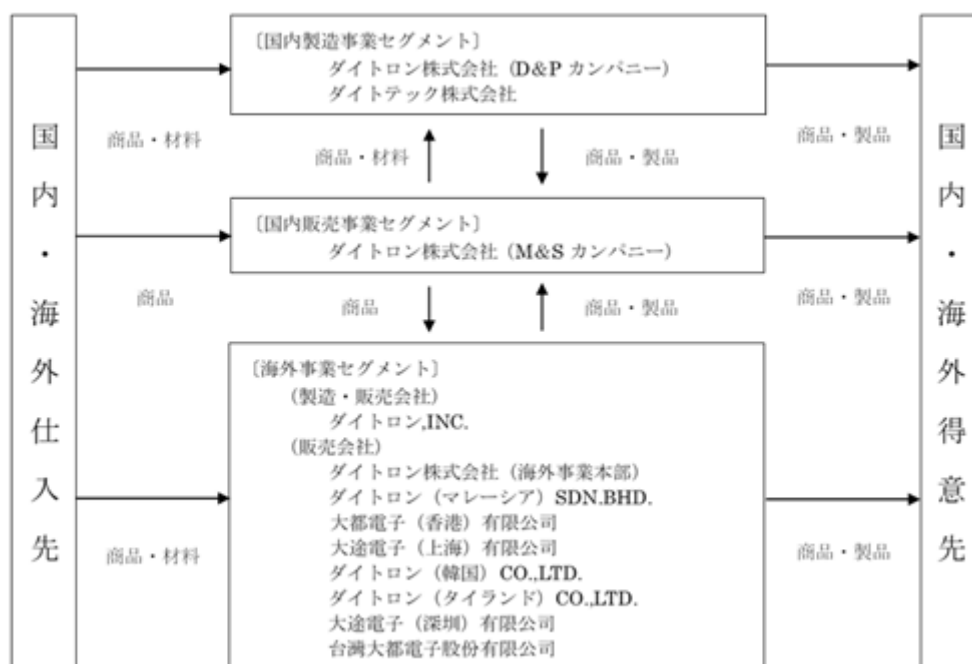 国内・海外仕入先
〔国内製造事業セグメント〕
ダイトロン株式会社（D&P カンパニー）
ダイトテック株式会社
商品・材料
商品・材料
商品・製品
商品・製品
〔国内販売事業セグメント〕
ダイトロン株式会社（M&S カンパニー）
商品
商品
商品・製品
商品・製品
〔海外事業セグメント〕
（製造・販売会社）
ダイトロン,INC.
（販売会社）
ダイトロン株式会社（海外事業本部）
ダイトロン（マレーシア）SDN.BHD.
大都電子（香港）有限公司
大途電子（上海）有限公司
ダイトロン（韓国）CO.,LTD.
ダイトロン（タイランド）CO.,LTD.
大途電子（深圳）有限公司
台灣大都電子股份有限公司
商品・材料
商品・製品
国内・海外得意先